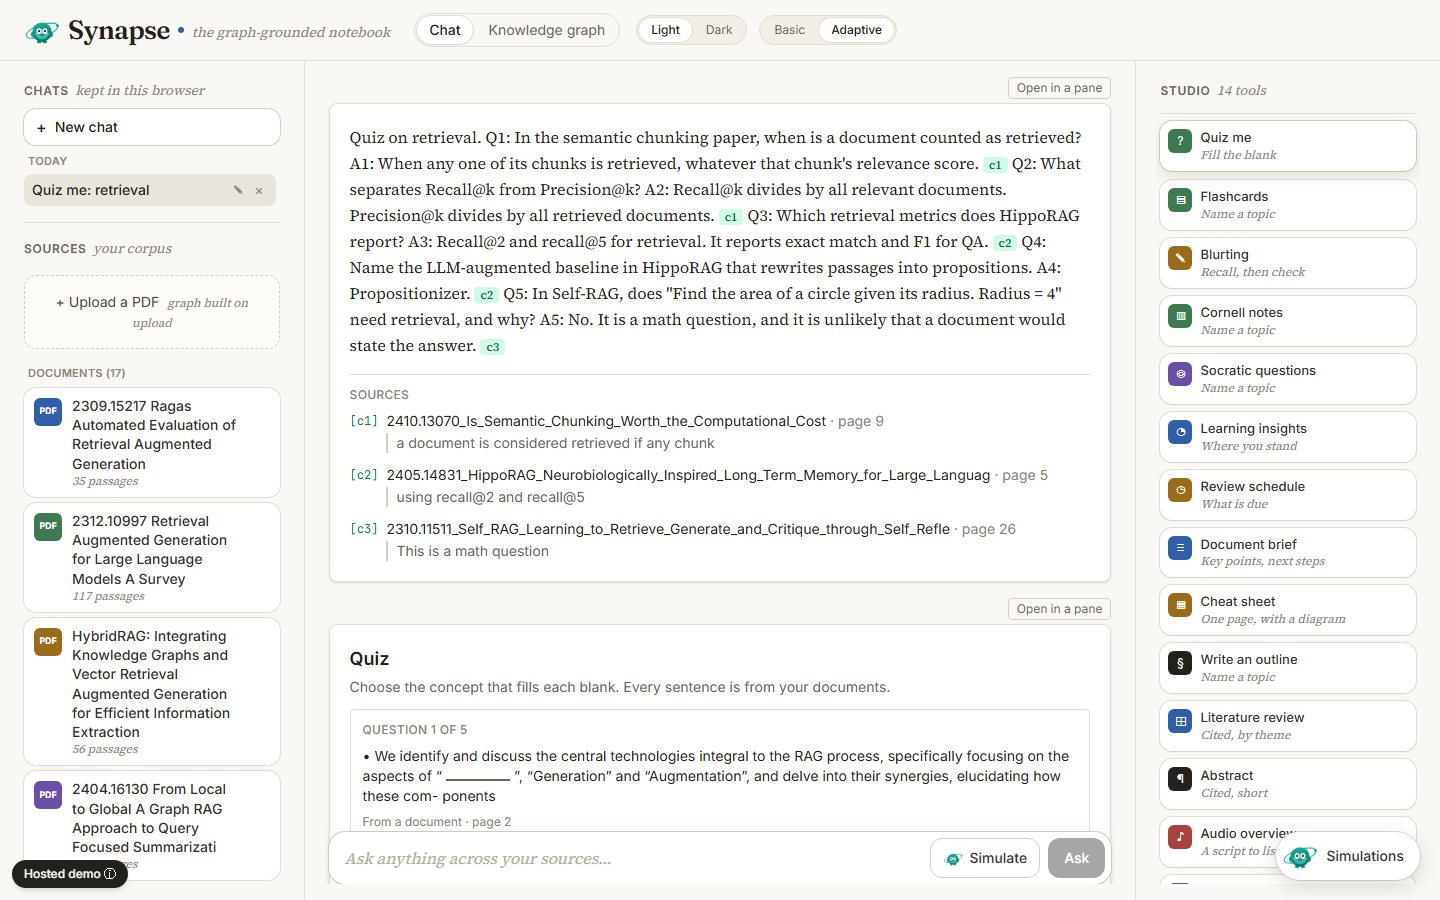 Synapse • the graph-grounded notebook
Chat
Knowledge graph
Light
Dark
Basic
Adaptive
CHATS kept in this browser
+ New chat
TODAY
Quiz me: retrieval
×
SOURCES your corpus
+ Upload a PDF graph built on
upload
DOCUMENTS (17)
PDF
2309.15217 Ragas
Automated Evaluation of
Retrieval Augmented
Generation
35 passages
PDF
2312.10997 Retrieval
Augmented Generation
for Large Language
Models A Survey
117 passages
PDF
HybridRAG: Integrating
Knowledge Graphs and
Vector Retrieval
Augmented Generation
for Efficient Information
Extraction
56 passages
PDF
2404.16130 From Local
to Global A Graph RAG
Approach to Query
Focused Summarizati
Hosted demo ⓘ
Open in a pane
Quiz on retrieval. Q1: In the semantic chunking paper, when is a document counted as retrieved?
A1: When any one of its chunks is retrieved, whatever that chunk's relevance score. c1 Q2: What
separates Recall@k from Precision@k? A2: Recall@k divides by all relevant documents.
Precision@k divides by all retrieved documents. c1 Q3: Which retrieval metrics does HippoRAG
report? A3: Recall@2 and recall@5 for retrieval. It reports exact match and F1 for QA. c2 Q4:
Name the LLM-augmented baseline in HippoRAG that rewrites passages into propositions. A4:
Propositionizer. c2 Q5: In Self-RAG, does "Find the area of a circle given its radius. Radius = 4"
need retrieval, and why? A5: No. It is a math question, and it is unlikely that a document would
state the answer. c3
SOURCES
[c1] 2410.13070_Is_Semantic_Chunking_Worth_the_Computational_Cost · page 9
a document is considered retrieved if any chunk
[c2] 2405.14831_HippoRAG_Neurobiologically_Inspired_Long_Term_Memory_for_Large_Languag · page 5
using recall@2 and recall@5
[c3] 2310.11511_Self_RAG_Learning_to_Retrieve_Generate_and_Critique_through_Self_Refle · page 26
This is a math question
Open in a pane
Quiz
Choose the concept that fills each blank. Every sentence is from your documents.
QUESTION 1 OF 5
• We identify and discuss the central technologies integral to the RAG process, specifically focusing on the
aspects of “ ________ ”, “Generation” and “Augmentation”, and delve into their synergies, elucidating how
these com- ponents
From a document · page 2
Ask anything across your sources...
Simulate
Ask
STUDIO 14 tools
?
Quiz me
Fill the blank
Flashcards
Name a topic
Blurting
Recall, then check
Cornell notes
Name a topic
Socratic questions
Name a topic
Learning insights
Where you stand
Review schedule
What is due
Document brief
Key points, next steps
Cheat sheet
One page, with a diagram
§
Write an outline
Name a topic
Literature review
Cited, by theme
¶
Abstract
Cited, short
♪
Audio overview
A script to lis
Simulations